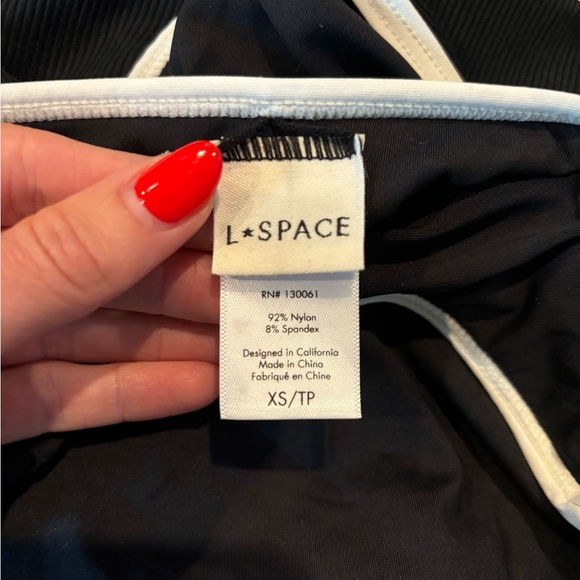 L★SPACE
RN# 130061
92% Nylon
8% Spandex
Designed in California
Made in China
Fabriqué en Chine
XS/TP